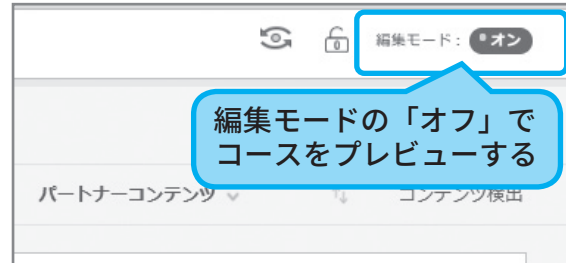 編集モード: オン
編集モードの「オフ」で
コースをプレビューする
パートナーコンテンツ コンテンツ検出